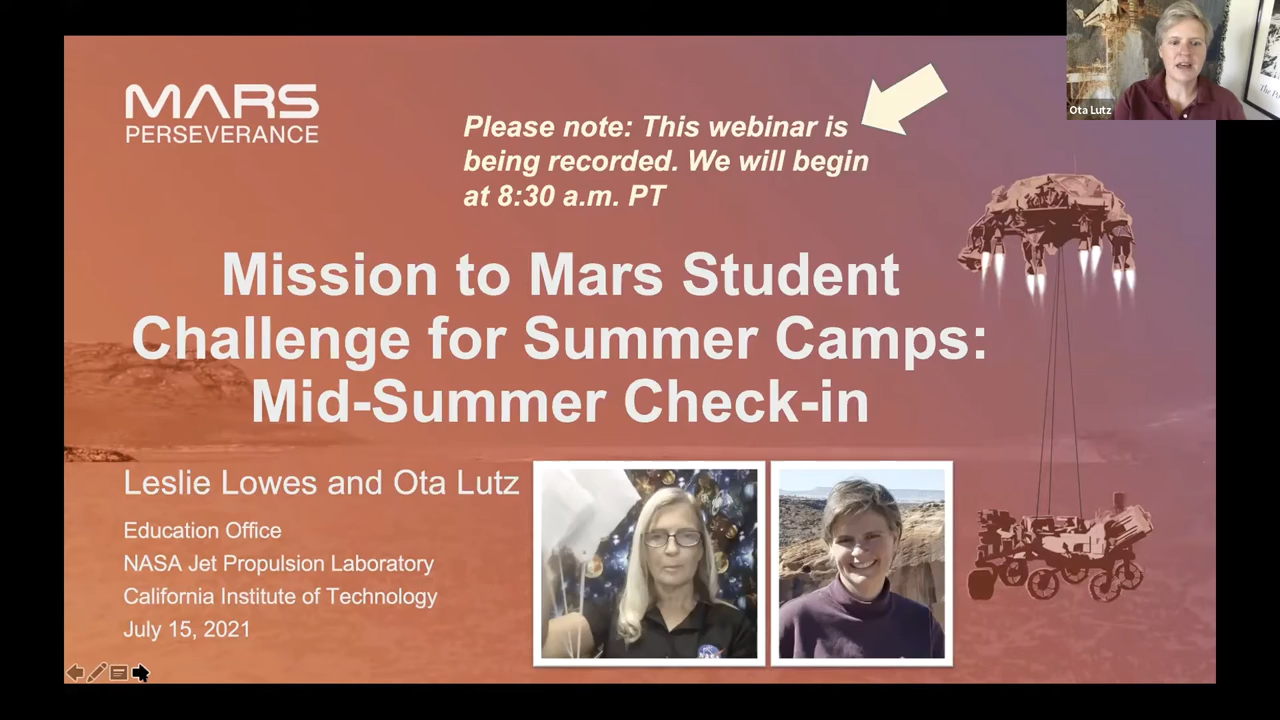 MARS
PERSEVERANCE
Please note: This webinar is
being recorded. We will begin
at 8:30 a.m. PT
Ota Lutz
Mission to Mars Student
Challenge for Summer Camps:
Mid-Summer Check-in
Leslie Lowes and Ota Lutz
Education Office
NASA Jet Propulsion Laboratory
California Institute of Technology
July 15, 2021